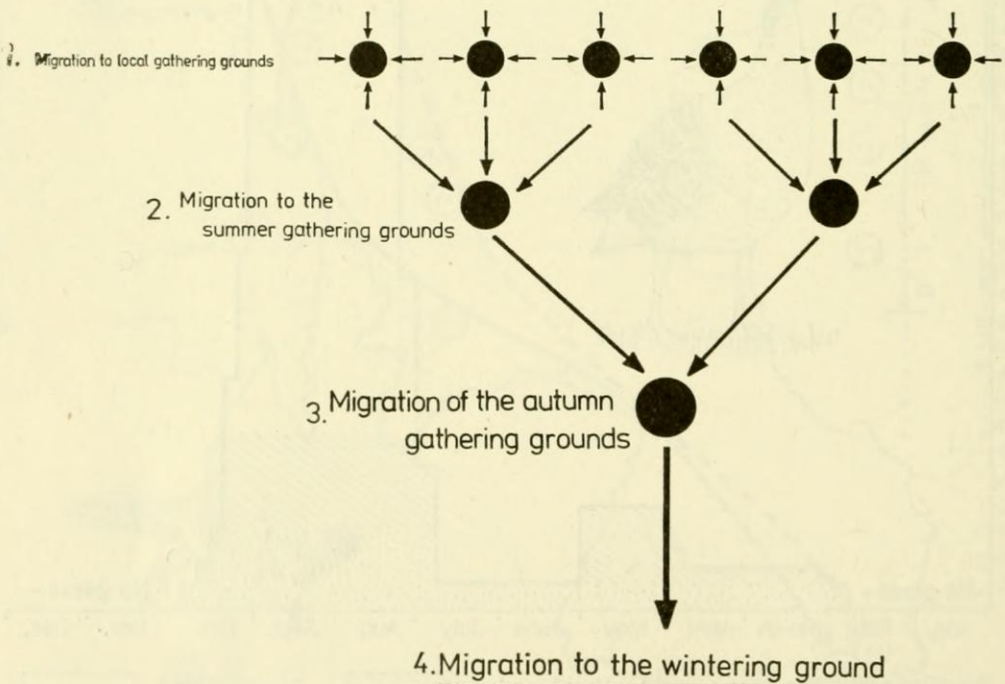 1. Migration to local gathering grounds
2. Migration to the
summer gathering grounds
3. Migration of the autumn
gathering grounds
4.Migration to the wintering ground